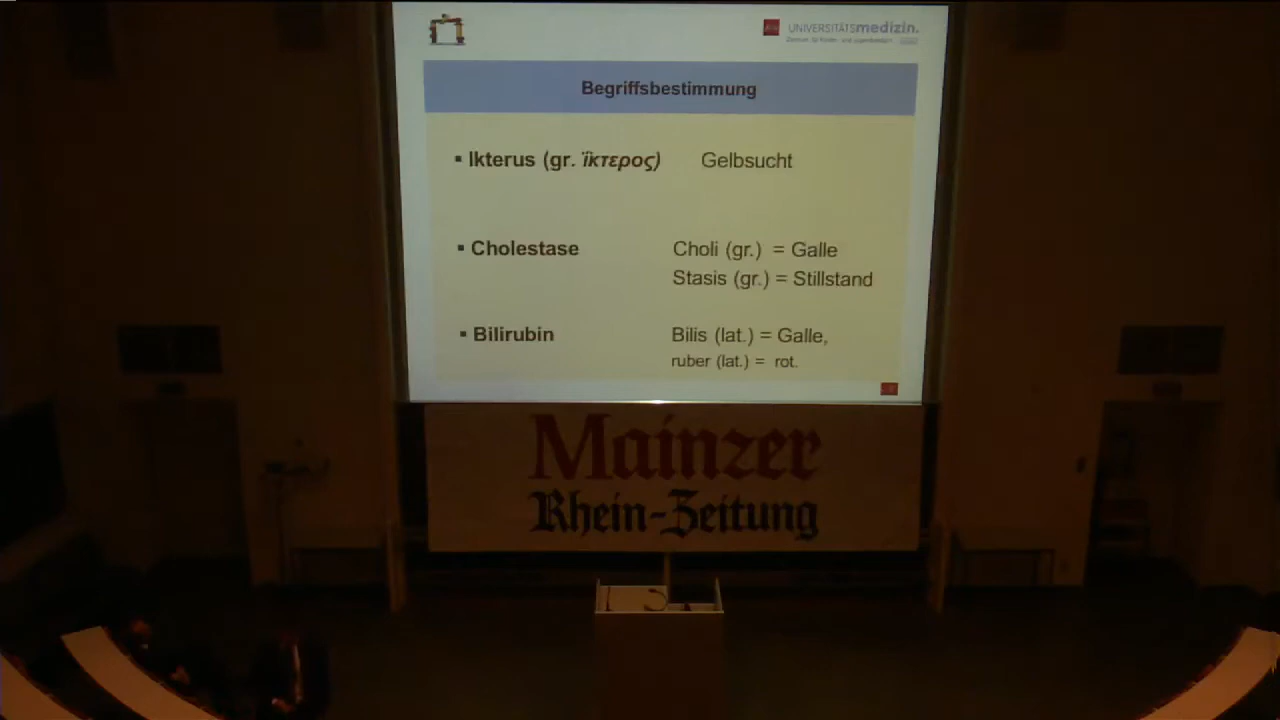 UNIVERSITÄTSmedizin.
Begriffsbestimmung
▪ Ikterus (gr. ἴκτερος) Gelbsucht
▪ Cholestase Choli (gr.) = Galle
Stasis (gr.) = Stillstand
▪ Bilirubin Bilis (lat.) = Galle,
ruber (lat.) = rot.
Mainzer
Rhein-Zeitung